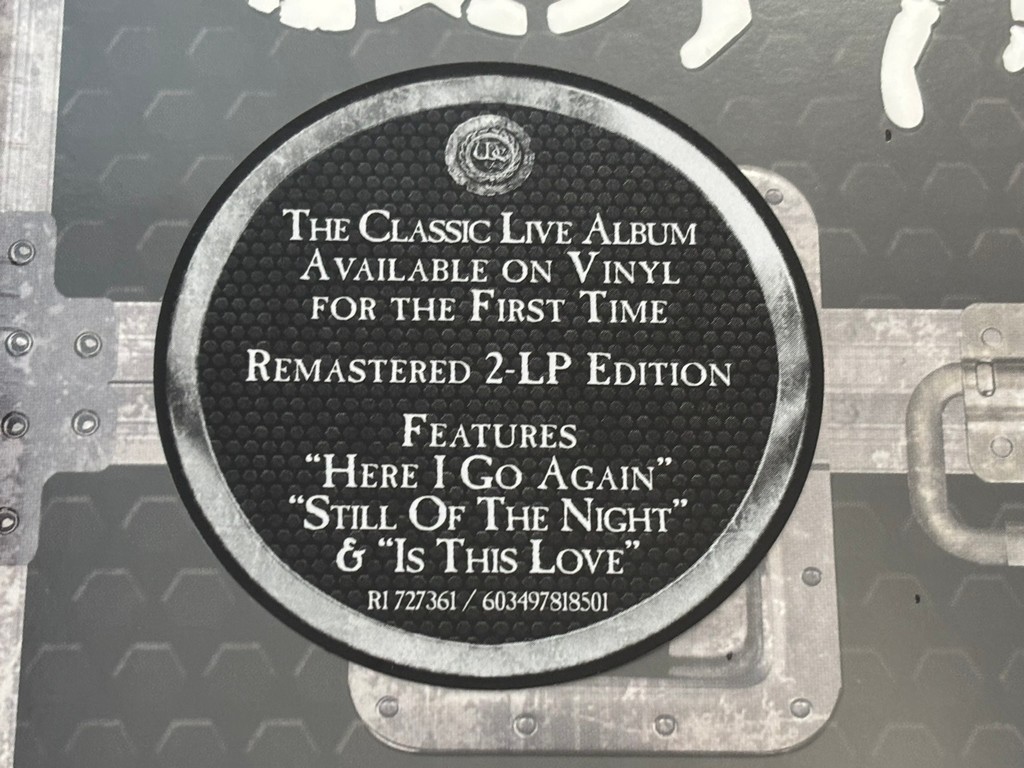 The Classic Live Album
Available on Vinyl
for the First Time
Remastered 2-LP Edition
Features
“Here I Go Again”
“Still Of The Night”
& “Is This Love”
R1 727361 / 603497818501